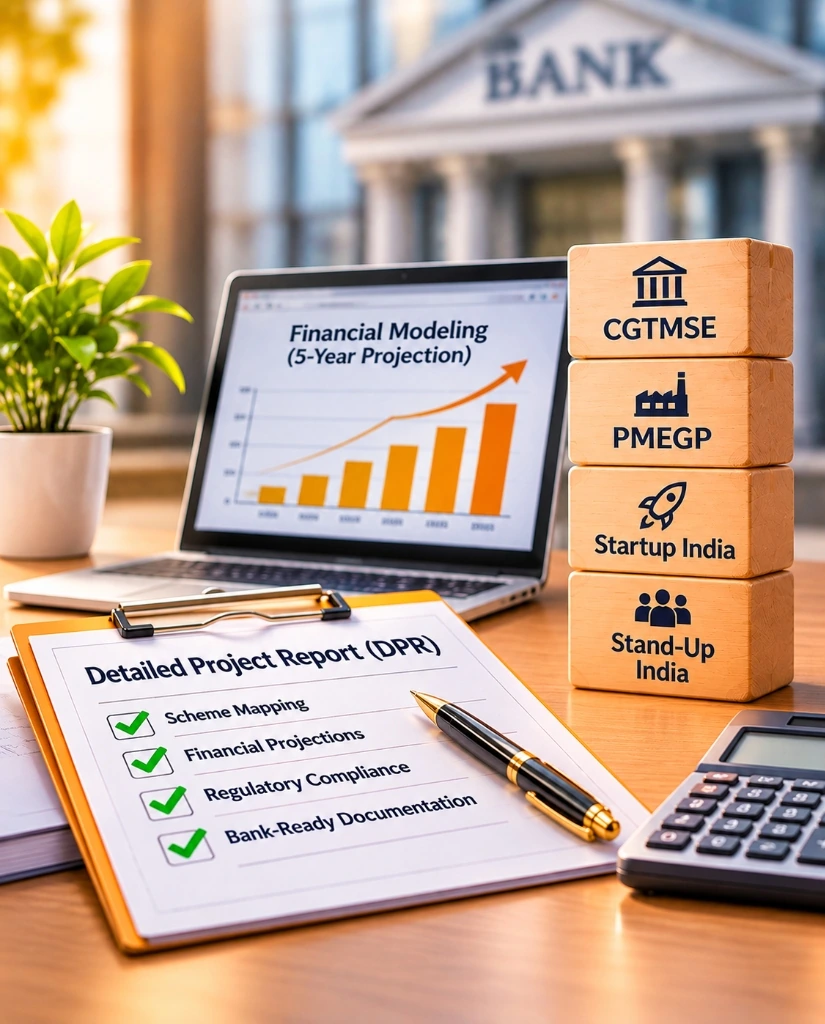 BANK
Financial Modeling
(5-Year Projection)
CGTMSE
PMEGP
Startup India
Stand-Up
India
Detailed Project Report (DPR)
Scheme Mapping
Financial Projections
Regulatory Compliance
Bank-Ready Documentation